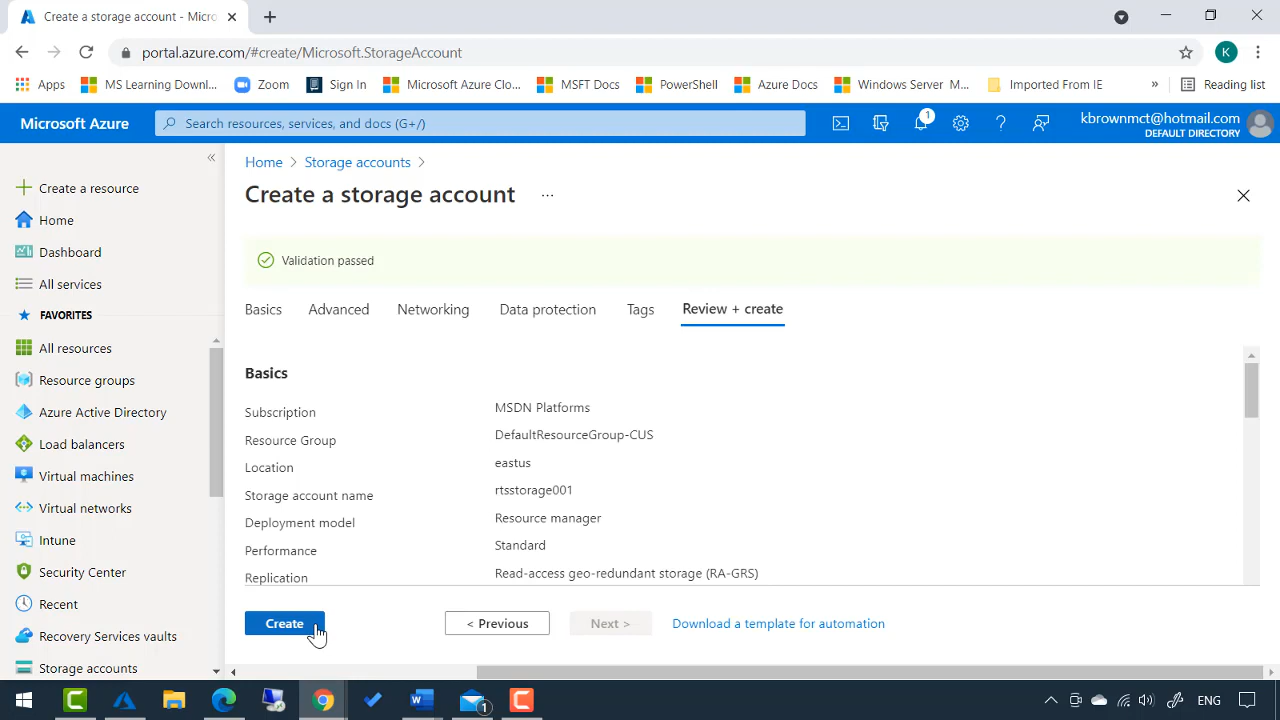 Create a storage account - Micro
portal.azure.com/#create/Microsoft.StorageAccount
K
Apps
MS Learning Downl...
Zoom
Sign In
Microsoft Azure Clo...
MSFT Docs
PowerShell
Azure Docs
Windows Server M...
Imported From IE
»
Reading list
Microsoft Azure
Search resources, services, and docs (G+/)
1
kbrownmct@hotmail.com
DEFAULT DIRECTORY
«
Create a resource
Home
Dashboard
All services
FAVORITES
All resources
Resource groups
Azure Active Directory
Load balancers
Virtual machines
Virtual networks
Intune
Security Center
Recent
Recovery Services vaults
Storage accounts
Home > Storage accounts >
Create a storage account ...
Validation passed
Basics
Advanced
Networking
Data protection
Tags
Review + create
Basics
Subscription MSDN Platforms
Resource Group DefaultResourceGroup-CUS
Location eastus
Storage account name rtsstorage001
Deployment model Resource manager
Performance Standard
Replication Read-access geo-redundant storage (RA-GRS)
Create
< Previous
Next >
Download a template for automation
1
ENG